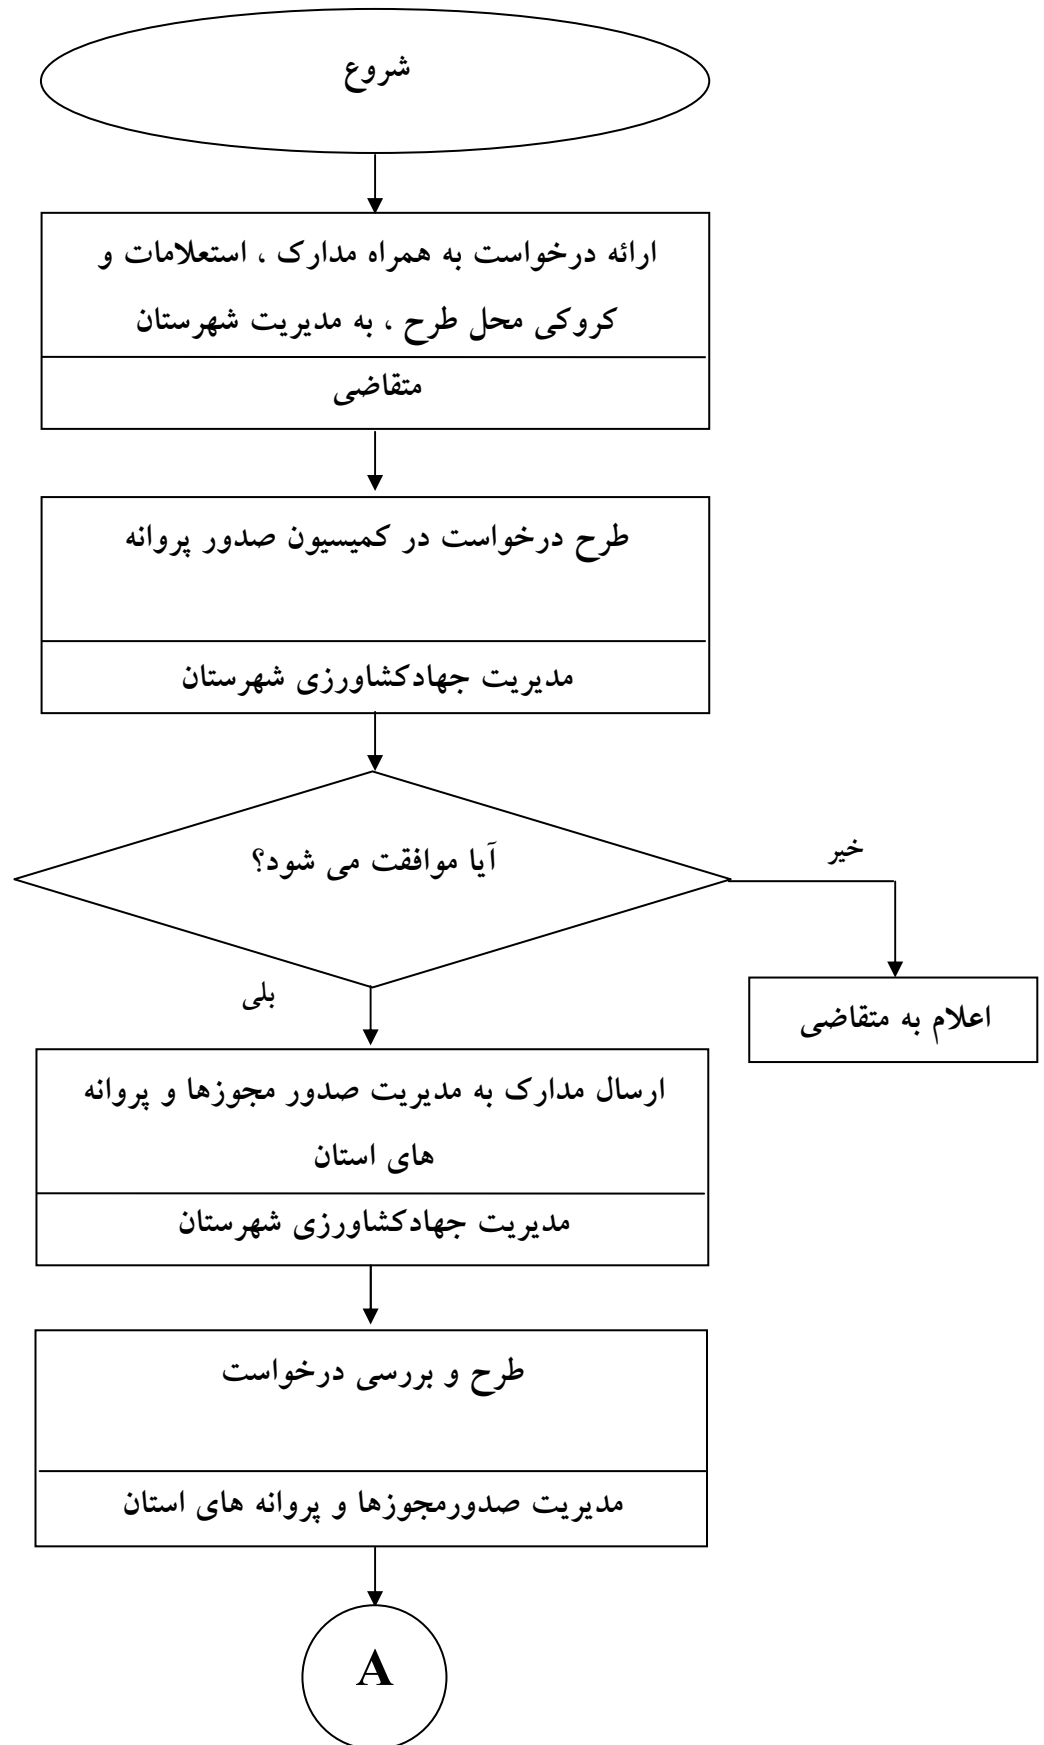 شروع
ارائه درخواست به همراه مدارک ، استعلامات و
کروکی محل طرح ، به مدیریت شهرستان
متقاضی
طرح درخواست در کمیسیون صدور پروانه
مدیریت جهادکشاورزی شهرستان
آیا موافقت می شود؟
خیر
بلی
اعلام به متقاضی
ارسال مدارک به مدیریت صدور مجوزها و پروانه
های استان
مدیریت جهادکشاورزی شهرستان
طرح و بررسی درخواست
مدیریت صدورمجوزها و پروانه های استان
A